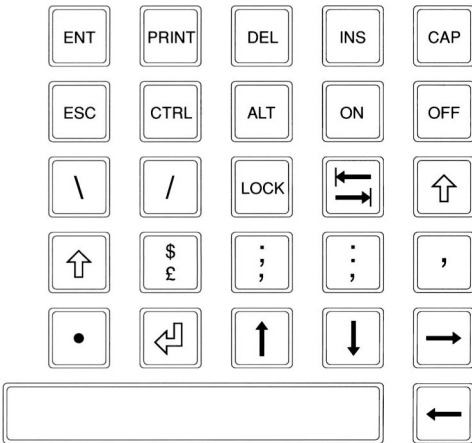 ENT PRINT DEL INS CAP
ESC CTRL ALT ON OFF
\ / LOCK
$ ; : ,
£ ,